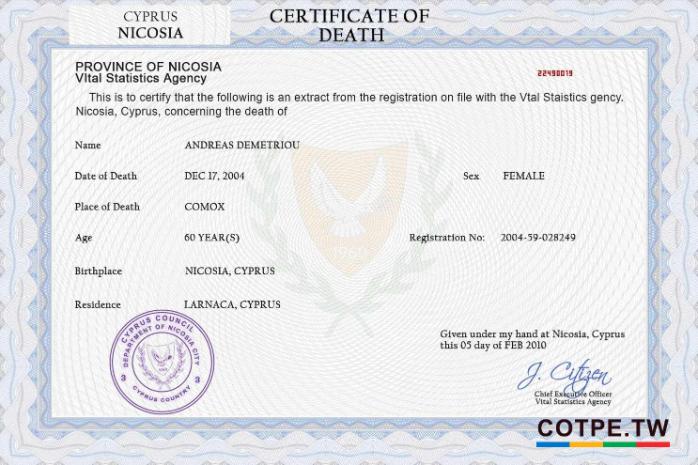 CYPRUS
NICOSIA
CERTIFICATE OF
DEATH
PROVINCE OF NICOSIA
VItal Statistics Agency
22490019
This is to certify that the following is an extract from the registration on file with the Vtal Staistics gency.
Nicosia, Cyprus, concerning the death of
Name ANDREAS DEMETRIOU
Date of Death DEC 17, 2004 Sex FEMALE
Place of Death COMOX
Age 60 YEAR(S) Registration No: 2004-59-028249
Birthplace NICOSIA, CYPRUS
Residence LARNACA, CYPRUS
1960
CYPRUS COUNCIL
DEPARTMENT OF NICOSIA CITY
3 3
CYPRUS COUNTRY
Given under my hand at Nicosia, Cyprus
this 05 day of FEB 2010
J. Citizen
Chief Executive Officer
Vital Statistics Agency
COTPE.TW